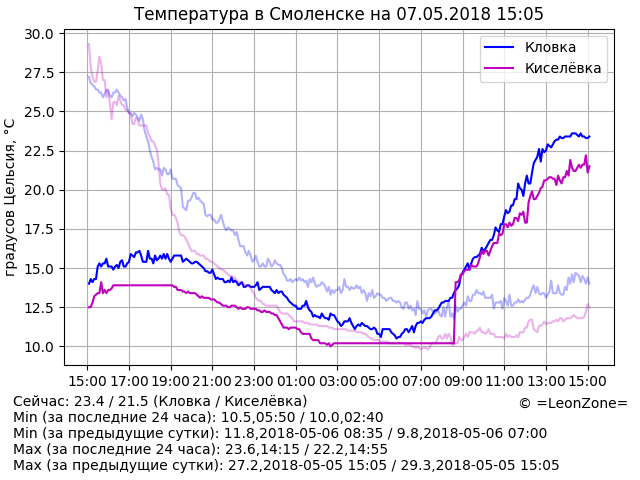 Температура в Смоленске на 07.05.2018 15:05
30.0
27.5
25.0
22.5
20.0
17.5
15.0
12.5
10.0
градусов Цельсия, °C
Кловка
Киселёвка
15:00 17:00 19:00 21:00 23:00 01:00 03:00 05:00 07:00 09:00 11:00 13:00 15:00
Сейчас: 23.4 / 21.5 (Кловка / Киселёвка)
© =LeonZone=
Min (за последние 24 часа): 10.5,05:50 / 10.0,02:40
Min (за предыдущие сутки): 11.8,2018-05-06 08:35 / 9.8,2018-05-06 07:00
Max (за последние 24 часа): 23.6,14:15 / 22.2,14:55
Max (за предыдущие сутки): 27.2,2018-05-05 15:05 / 29.3,2018-05-05 15:05